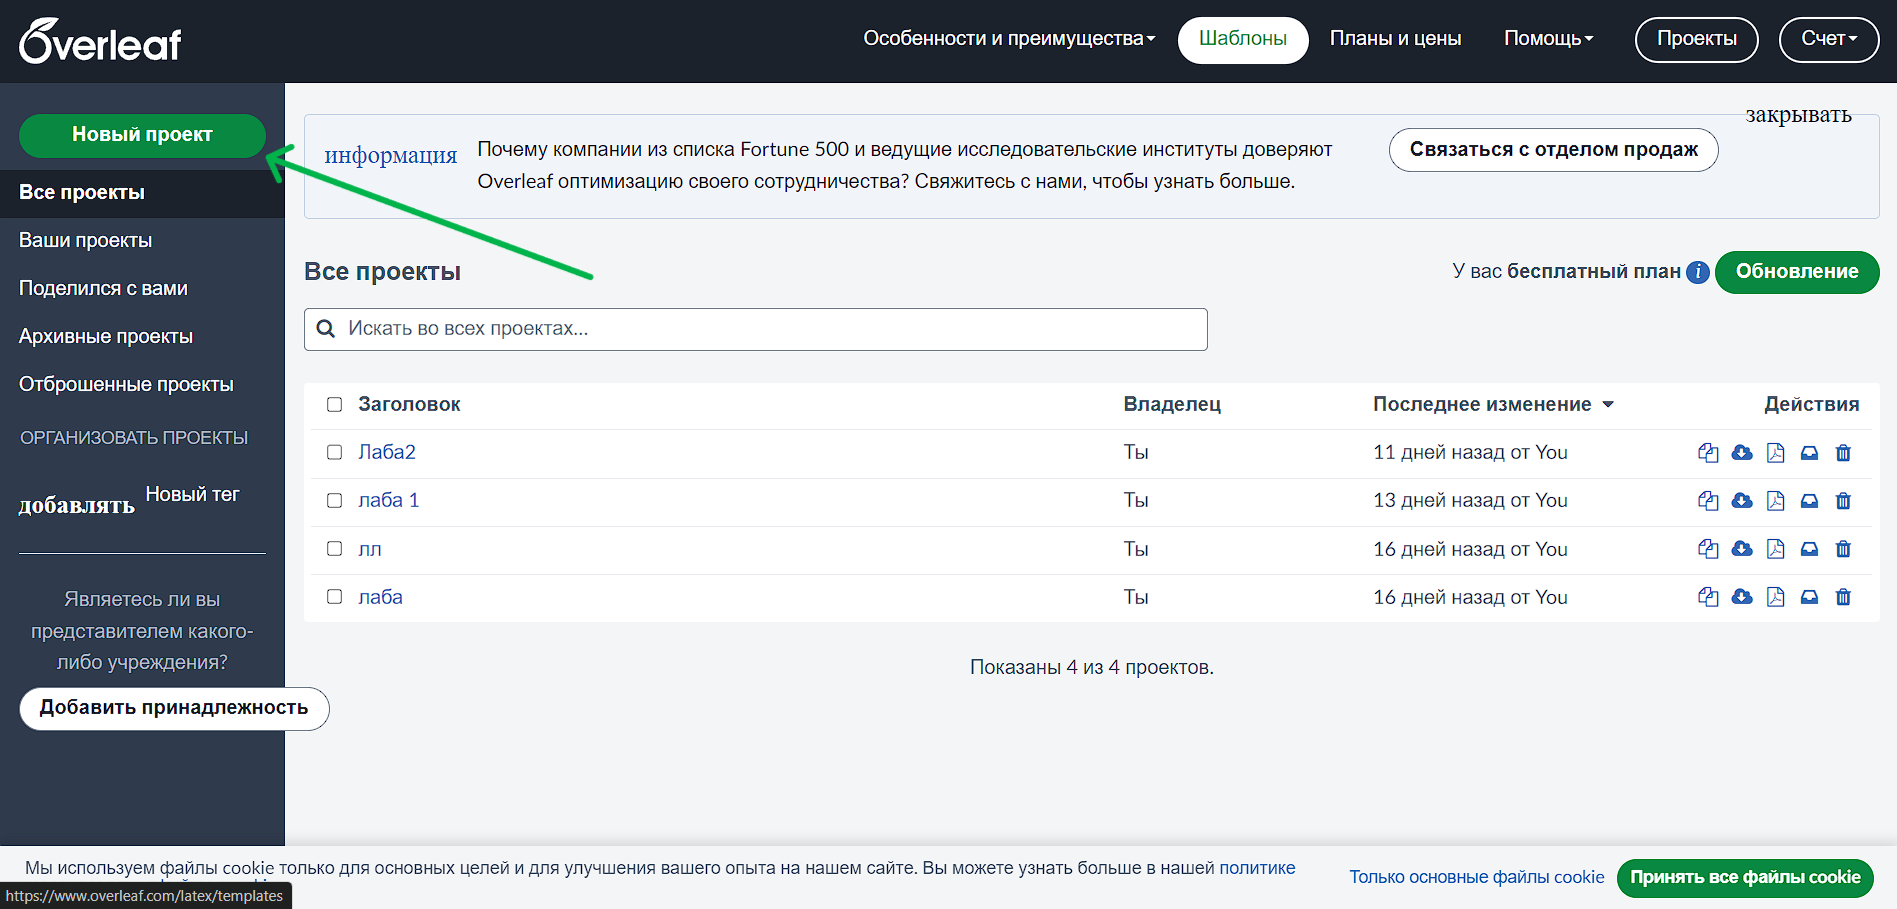 Overleaf
Особенности и преимущества
Шаблоны
Планы и цены
Помощь
Проекты
Счет
Новый проект
Все проекты
Ваши проекты
Поделился с вами
Архивные проекты
Отброшенные проекты
ОРГАНИЗОВАТЬ ПРОЕКТЫ
добавлять Новый тег
Являетесь ли вы
представителем какого-
либо учреждения?
Добавить принадлежность
закрывать
информация
Почему компании из списка Fortune 500 и ведущие исследовательские институты доверяют
Overleaf оптимизацию своего сотрудничества? Свяжитесь с нами, чтобы узнать больше.
Связаться с отделом продаж
Все проекты
У вас бесплатный план i
Обновление
Искать во всех проектах...
Заголовок Владелец Последнее изменение Действия
Лаба2 Ты 11 дней назад от You
лаба 1 Ты 13 дней назад от You
лл Ты 16 дней назад от You
лаба Ты 16 дней назад от You
Показаны 4 из 4 проектов.
Мы используем файлы cookie только для основных целей и для улучшения вашего опыта на нашем сайте. Вы можете узнать больше в нашей политике
Только основные файлы cookie
Принять все файлы cookie
https://www.overleaf.com/latex/templates